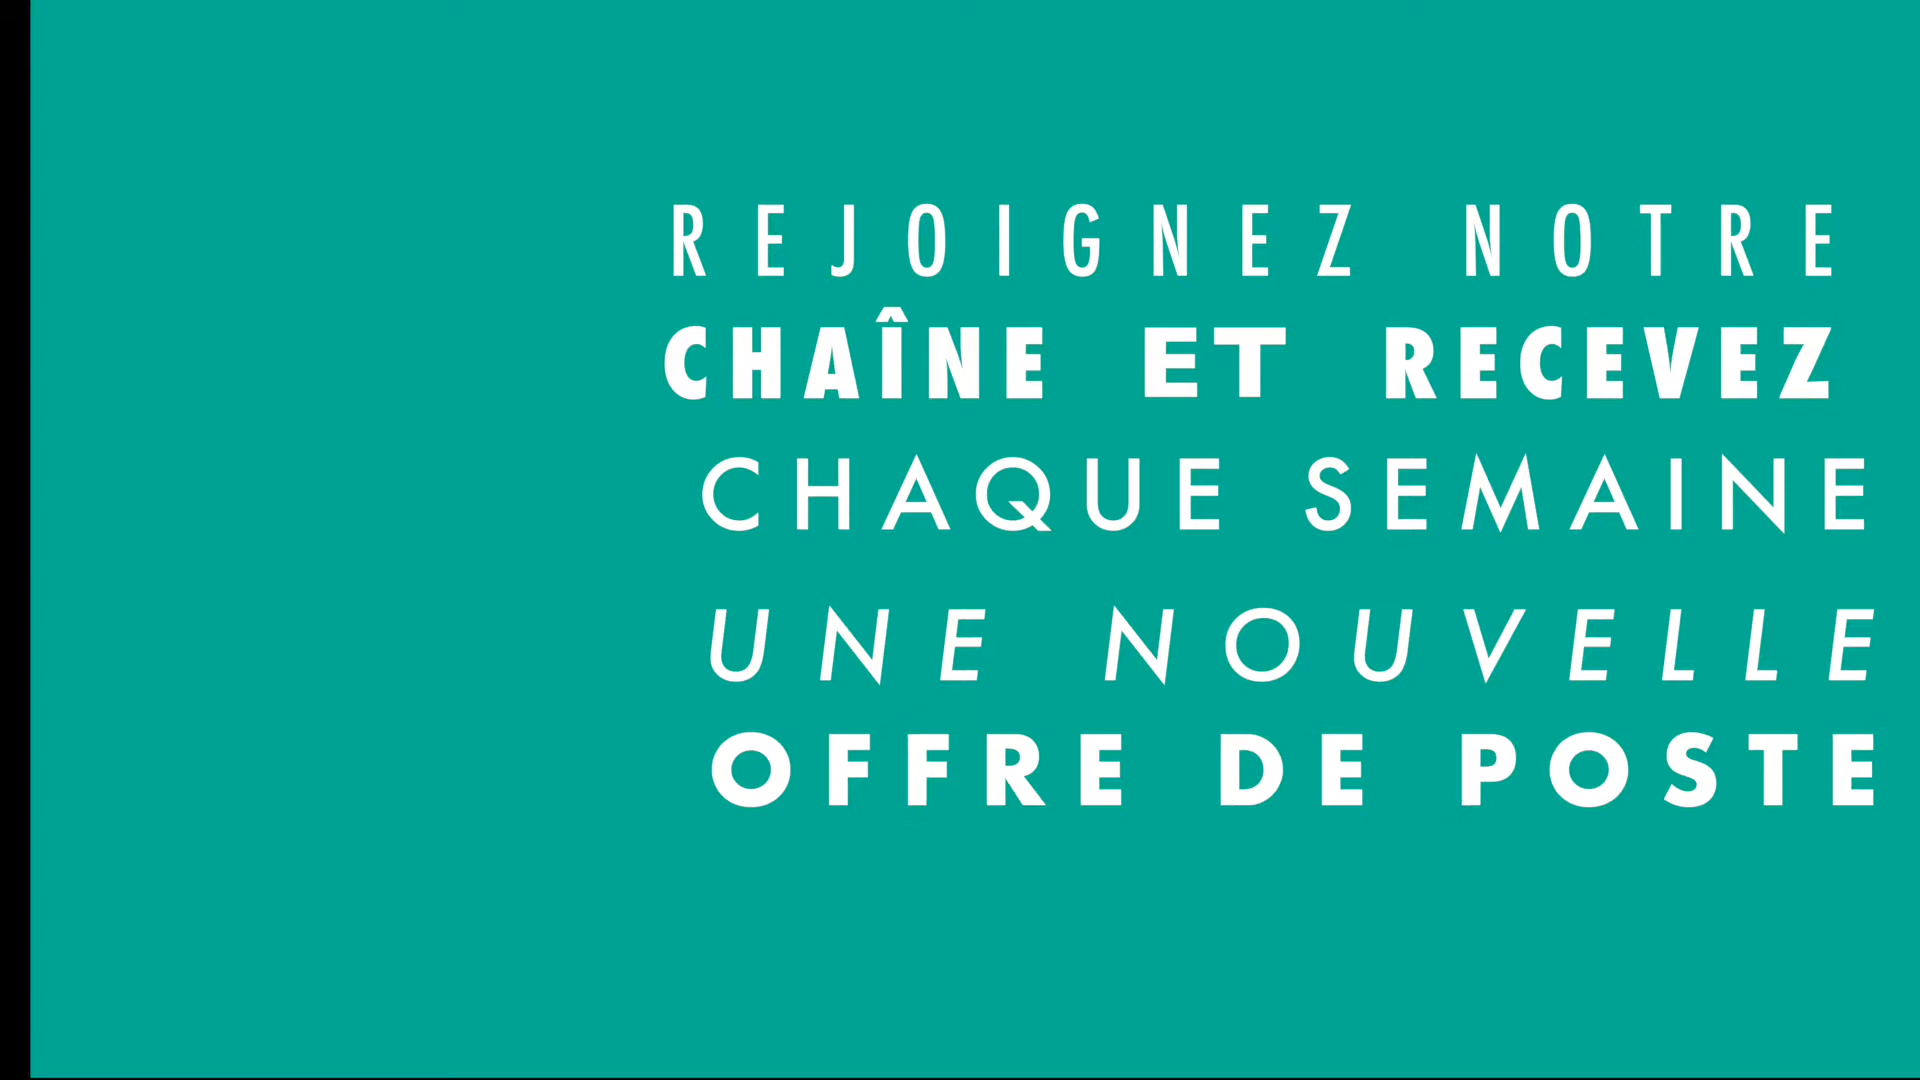 REJOIGNEZ NOTRE
CHAÎNE ET RECEVEZ
CHAQUE SEMAINE
UNE NOUVELLE
OFFRE DE POSTE